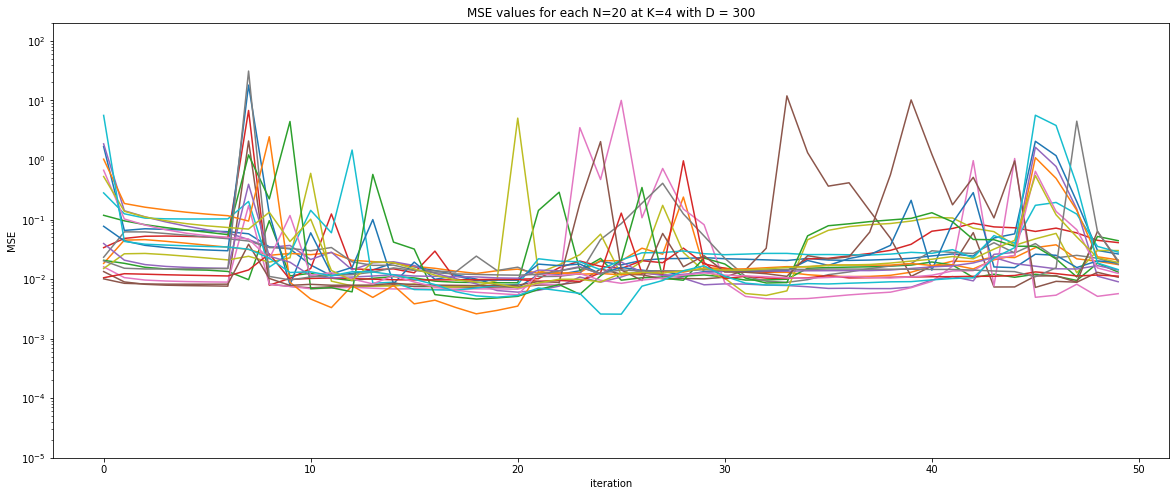 MSE values for each N=20 at K=4 with D = 300
MSE
10²
10¹
10⁰
10⁻¹
10⁻²
10⁻³
10⁻⁴
10⁻⁵
0 10 20 30 40 50
iteration